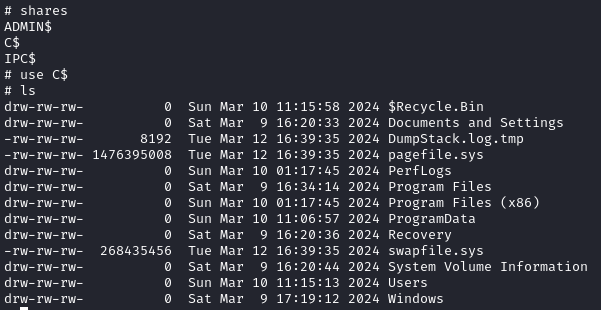 # shares
ADMIN$
C$
IPC$
# use C$
# ls
drw-rw-rw-          0  Sun Mar 10 11:15:58 2024 $Recycle.Bin
drw-rw-rw-          0  Sat Mar  9 16:20:33 2024 Documents and Settings
-rw-rw-rw-       8192  Tue Mar 12 16:39:35 2024 DumpStack.log.tmp
-rw-rw-rw- 1476395008  Tue Mar 12 16:39:35 2024 pagefile.sys
drw-rw-rw-          0  Sun Mar 10 01:17:45 2024 PerfLogs
drw-rw-rw-          0  Sat Mar  9 16:34:14 2024 Program Files
drw-rw-rw-          0  Sun Mar 10 01:17:45 2024 Program Files (x86)
drw-rw-rw-          0  Sun Mar 10 11:06:57 2024 ProgramData
drw-rw-rw-          0  Sat Mar  9 16:20:36 2024 Recovery
-rw-rw-rw-  268435456  Tue Mar 12 16:39:35 2024 swapfile.sys
drw-rw-rw-          0  Sat Mar  9 16:20:44 2024 System Volume Information
drw-rw-rw-          0  Sun Mar 10 11:15:13 2024 Users
drw-rw-rw-          0  Sat Mar  9 17:19:12 2024 Windows